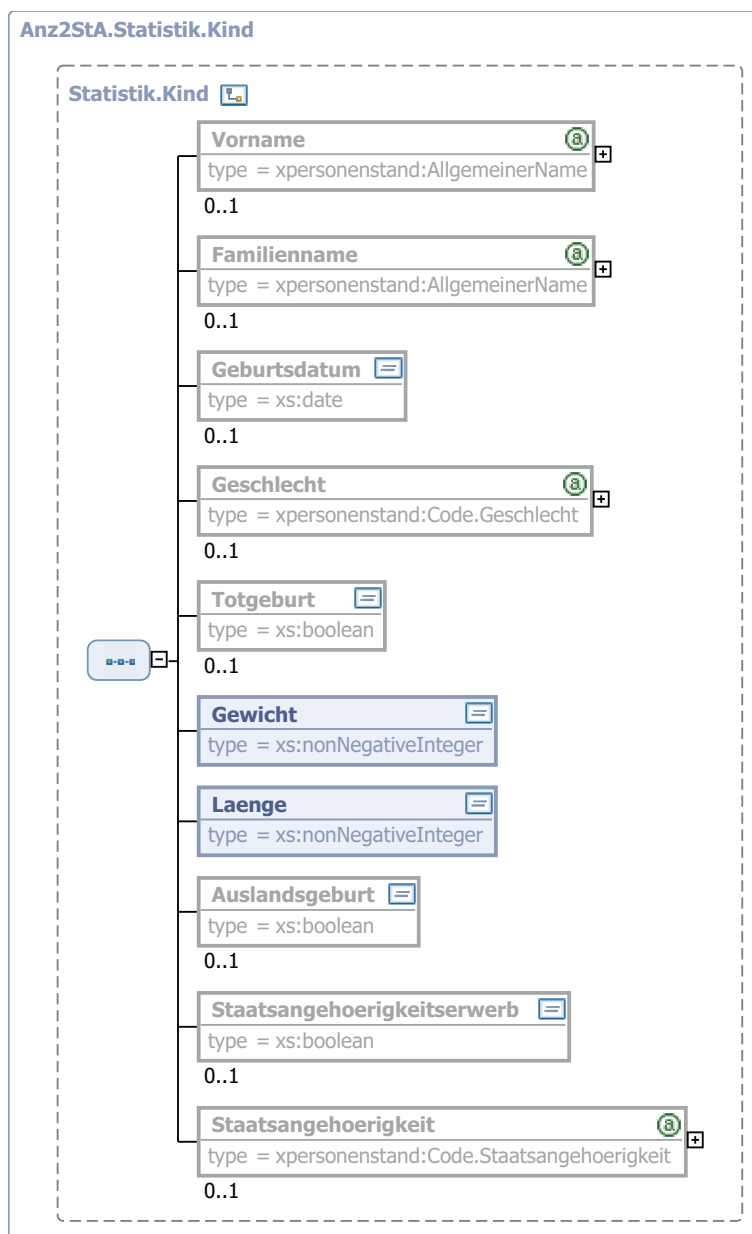 Anz2StA.Statistik.Kind
Statistik.Kind
Vorname
type = xpersonenstand:AllgemeinerName
0..1
Familienname
type = xpersonenstand:AllgemeinerName
0..1
Geburtsdatum
type = xs:date
0..1
Geschlecht
type = xpersonenstand:Code.Geschlecht
0..1
Totgeburt
type = xs:boolean
0..1
Gewicht
type = xs:nonNegativeInteger
Laenge
type = xs:nonNegativeInteger
Auslandsgeburt
type = xs:boolean
0..1
Staatsangehoerigkeitserwerb
type = xs:boolean
0..1
Staatsangehoerigkeit
type = xpersonenstand:Code.Staatsangehoerigkeit
0..1